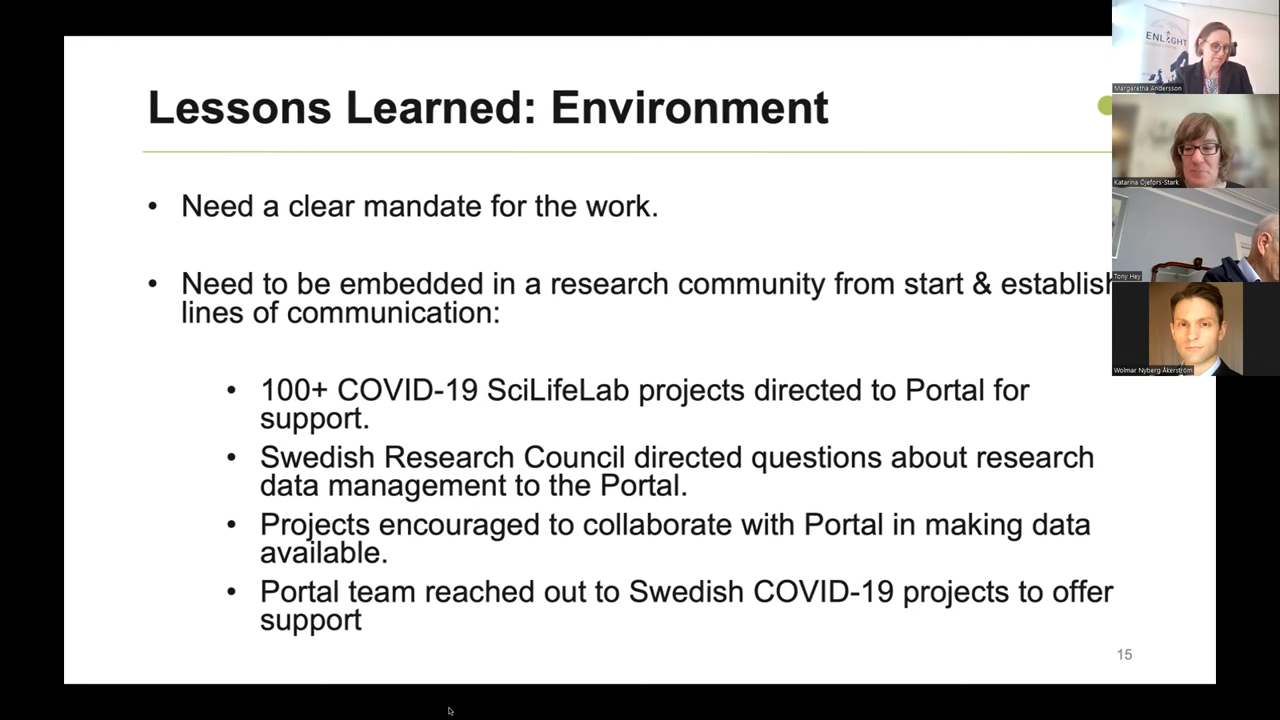 Lessons Learned: Environment
• Need a clear mandate for the work.
• Need to be embedded in a research community from start & establish
lines of communication:
• 100+ COVID-19 SciLifeLab projects directed to Portal for
support.
• Swedish Research Council directed questions about research
data management to the Portal.
• Projects encouraged to collaborate with Portal in making data
available.
• Portal team reached out to Swedish COVID-19 projects to offer
support
15
ENLIGHT
Margaretha Andersson
Katarina Öjefors-Stark
Tony Hey
Wolmar Nyberg Åkerström